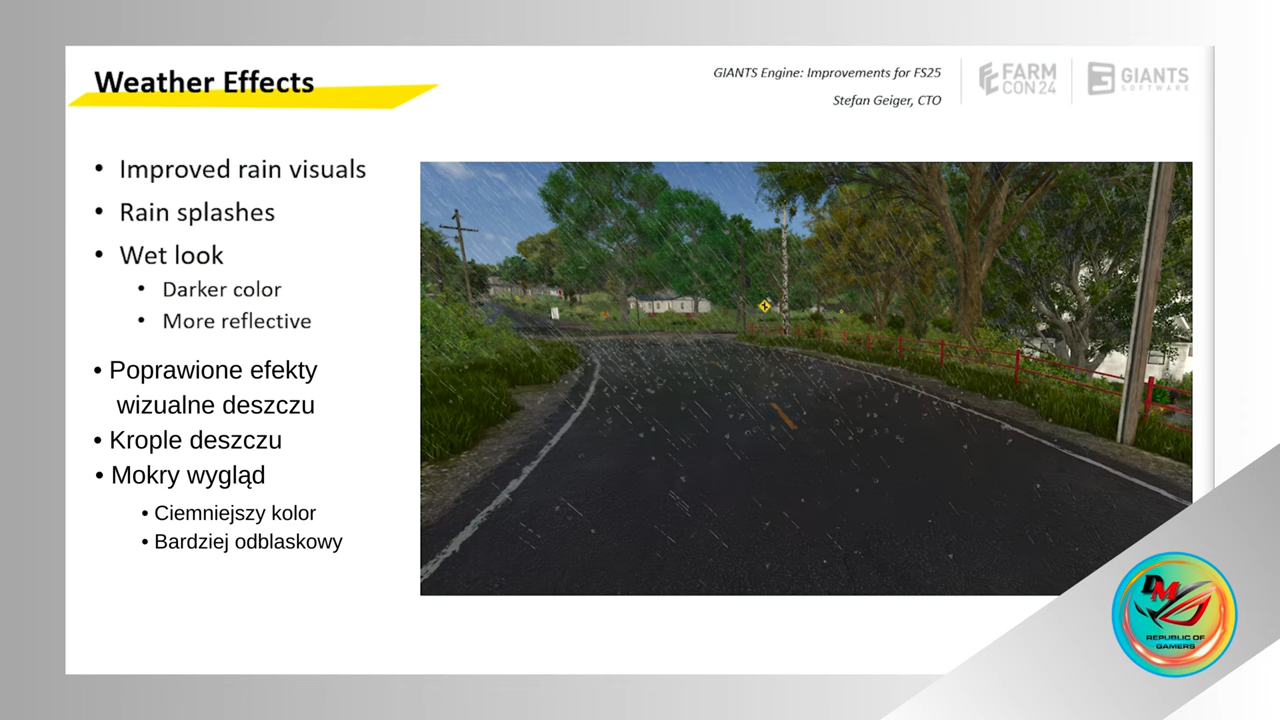 Weather Effects
GIANTS Engine: Improvements for FS25
Stefan Geiger, CTO
FARM
CON 24
GIANTS
SOFTWARE
• Improved rain visuals
• Rain splashes
• Wet look
• Darker color
• More reflective
• Poprawione efekty
wizualne deszczu
• Krople deszczu
• Mokry wygląd
• Ciemniejszy kolor
• Bardziej odblaskowy
DM
REPUBLIC OF
GAMERS